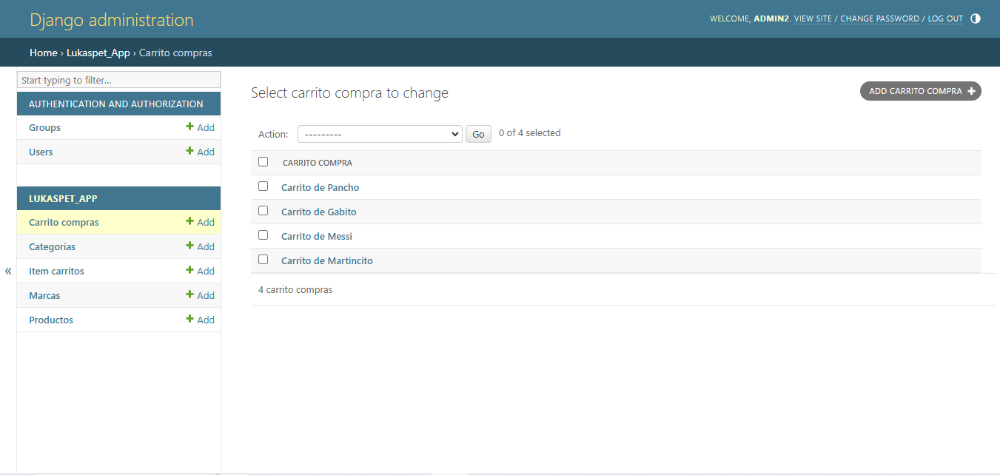 Django administration
WELCOME, ADMIN2. VIEW SITE / CHANGE PASSWORD / LOG OUT
Home › Lukaspet_App › Carrito compras
Start typing to filter...
AUTHENTICATION AND AUTHORIZATION
Groups + Add
Users + Add
LUKASPET_APP
Carrito compras + Add
Categorías + Add
Item carritos + Add
Marcas + Add
Productos + Add
«
Select carrito compra to change
ADD CARRITO COMPRA +
Action: --------- Go 0 of 4 selected
CARRITO COMPRA
Carrito de Pancho
Carrito de Gabito
Carrito de Messi
Carrito de Martincito
4 carrito compras